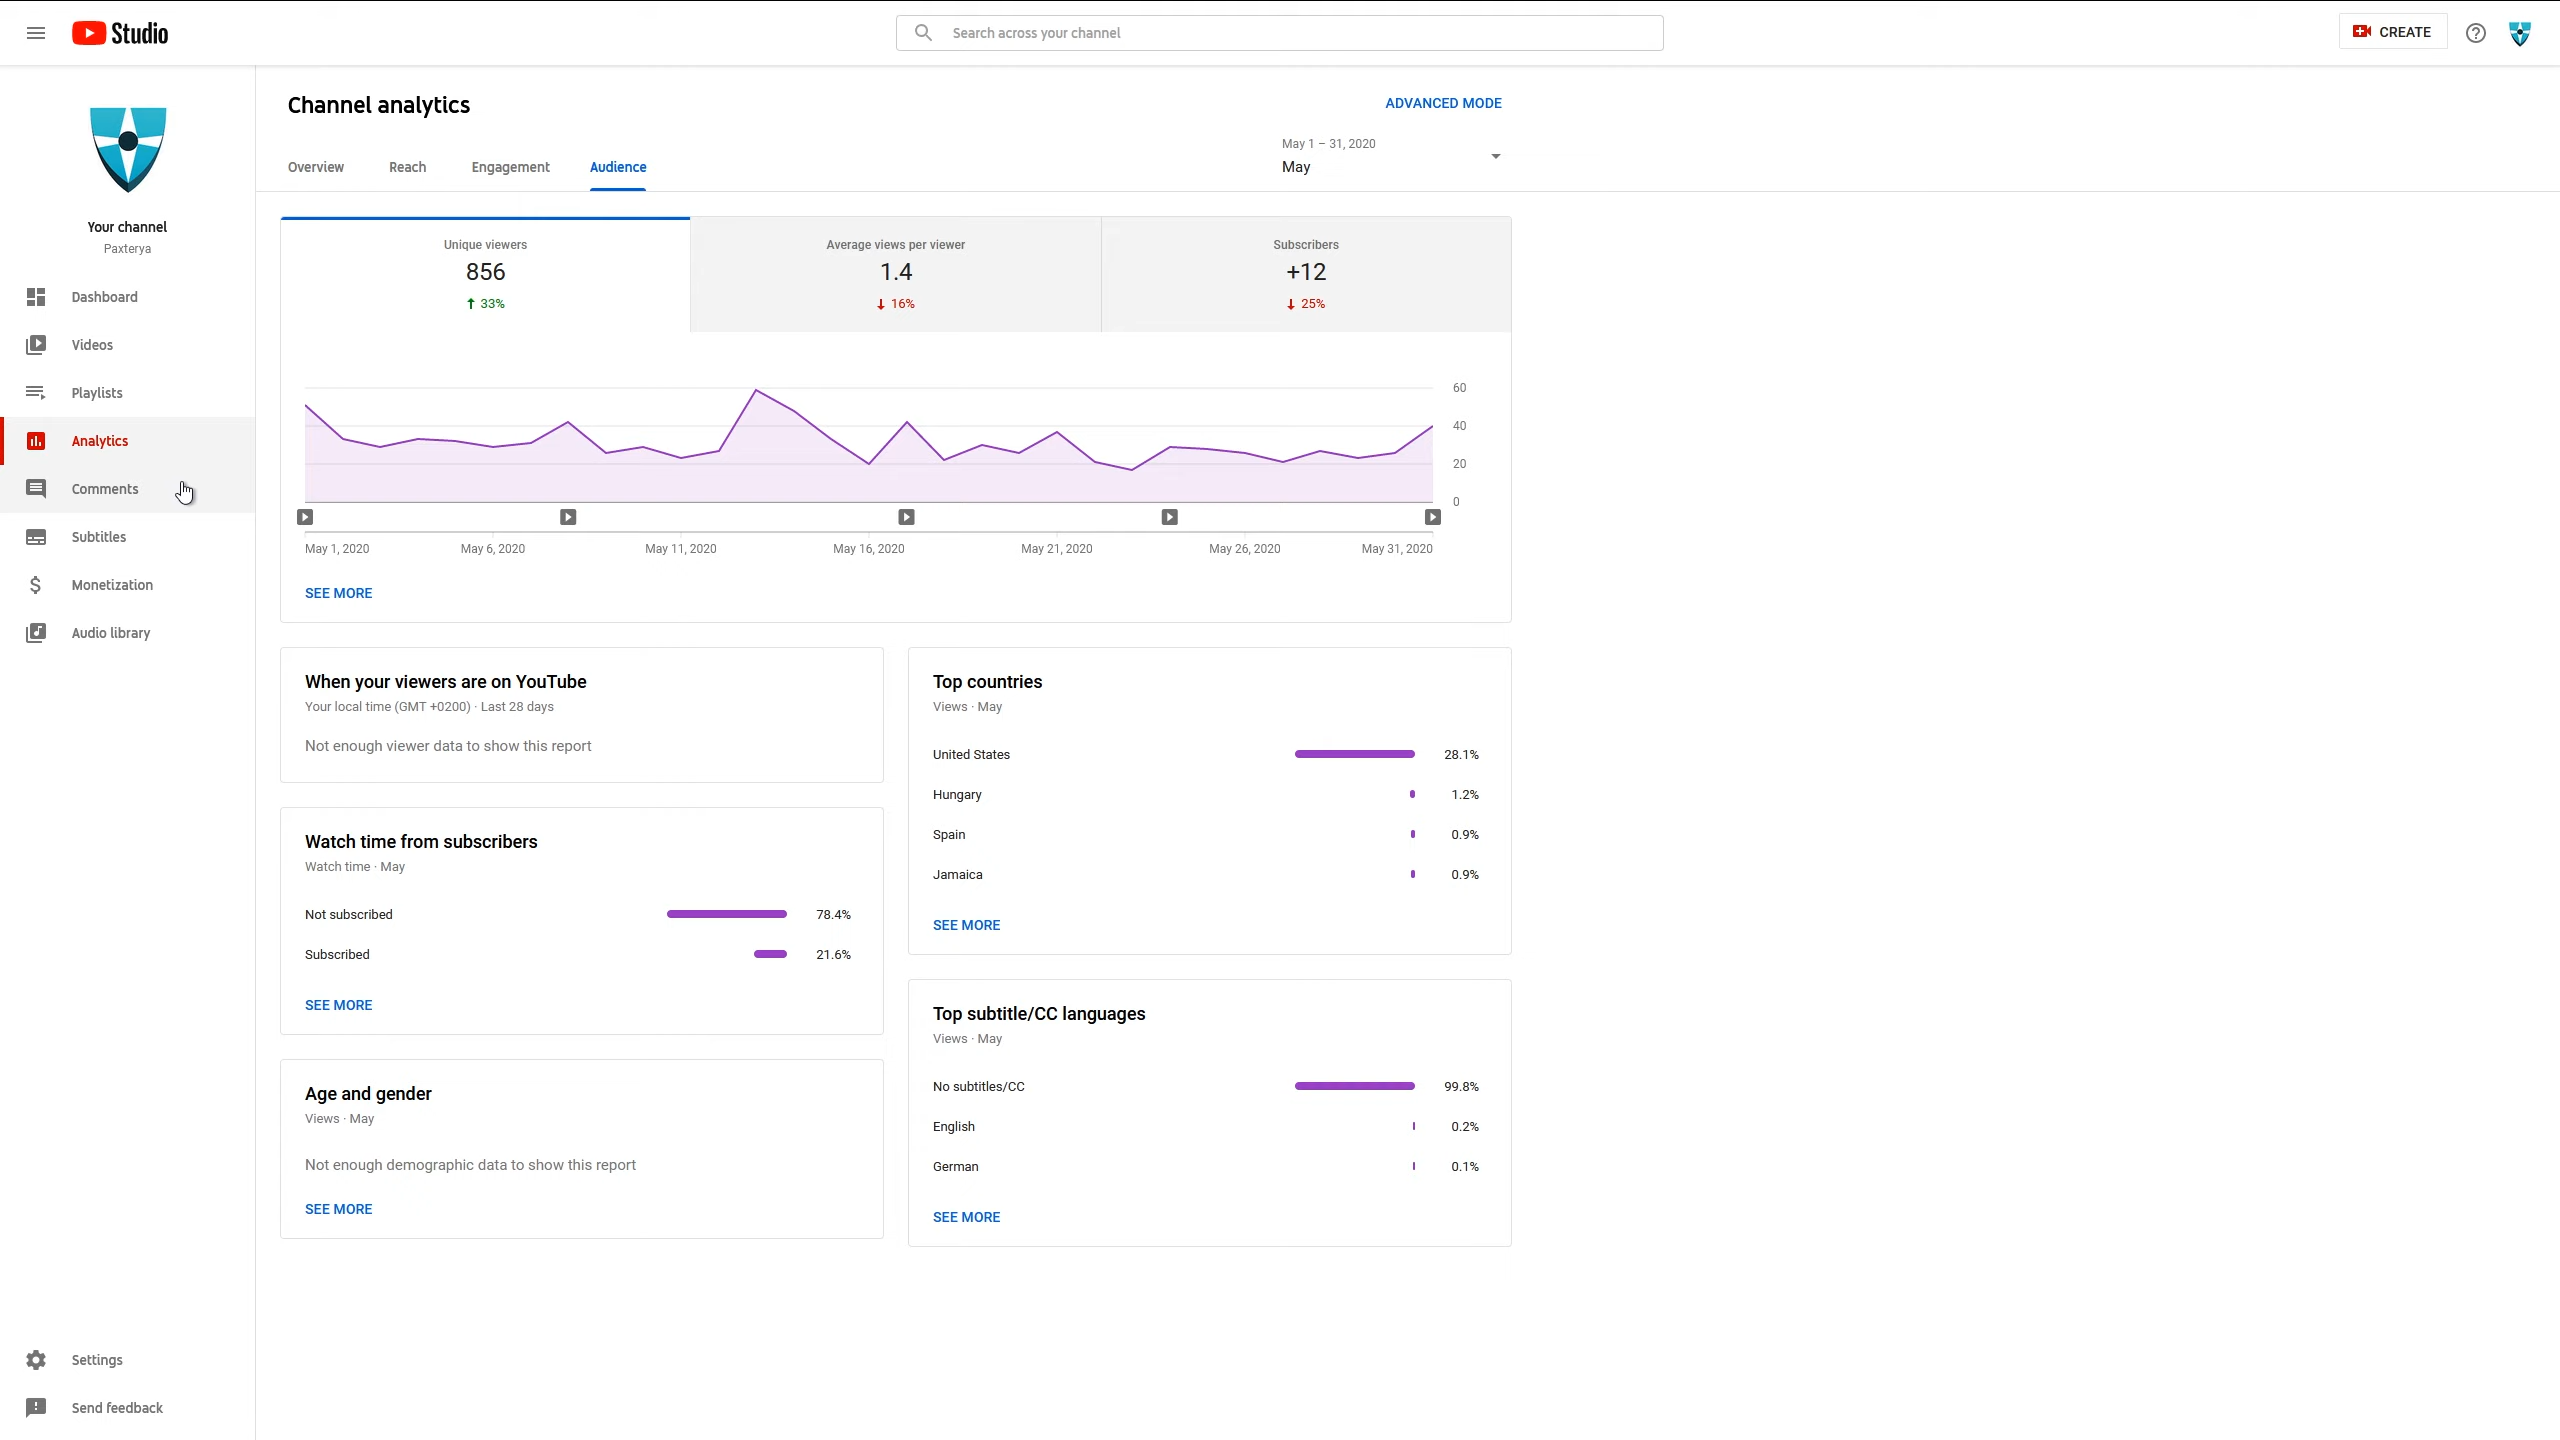 Studio
Search across your channel
CREATE
Your channel
Paxterya
Dashboard
Videos
Playlists
Analytics
Comments
Subtitles
Monetization
Audio library
Settings
Send feedback
Channel analytics
ADVANCED MODE
May 1 – 31, 2020
May
Overview Reach Engagement Audience
Unique viewers
856
33%
Average views per viewer
1.4
16%
Subscribers
+12
25%
60
40
20
0
May 1, 2020 May 6, 2020 May 11, 2020 May 16, 2020 May 21, 2020 May 26, 2020 May 31, 2020
SEE MORE
When your viewers are on YouTube
Your local time (GMT +0200) · Last 28 days
Not enough viewer data to show this report
Watch time from subscribers
Watch time · May
Not subscribed 78.4%
Subscribed 21.6%
SEE MORE
Age and gender
Views · May
Not enough demographic data to show this report
SEE MORE
Top countries
Views · May
United States 28.1%
Hungary 1.2%
Spain 0.9%
Jamaica 0.9%
SEE MORE
Top subtitle/CC languages
Views · May
No subtitles/CC 99.8%
English 0.2%
German 0.1%
SEE MORE